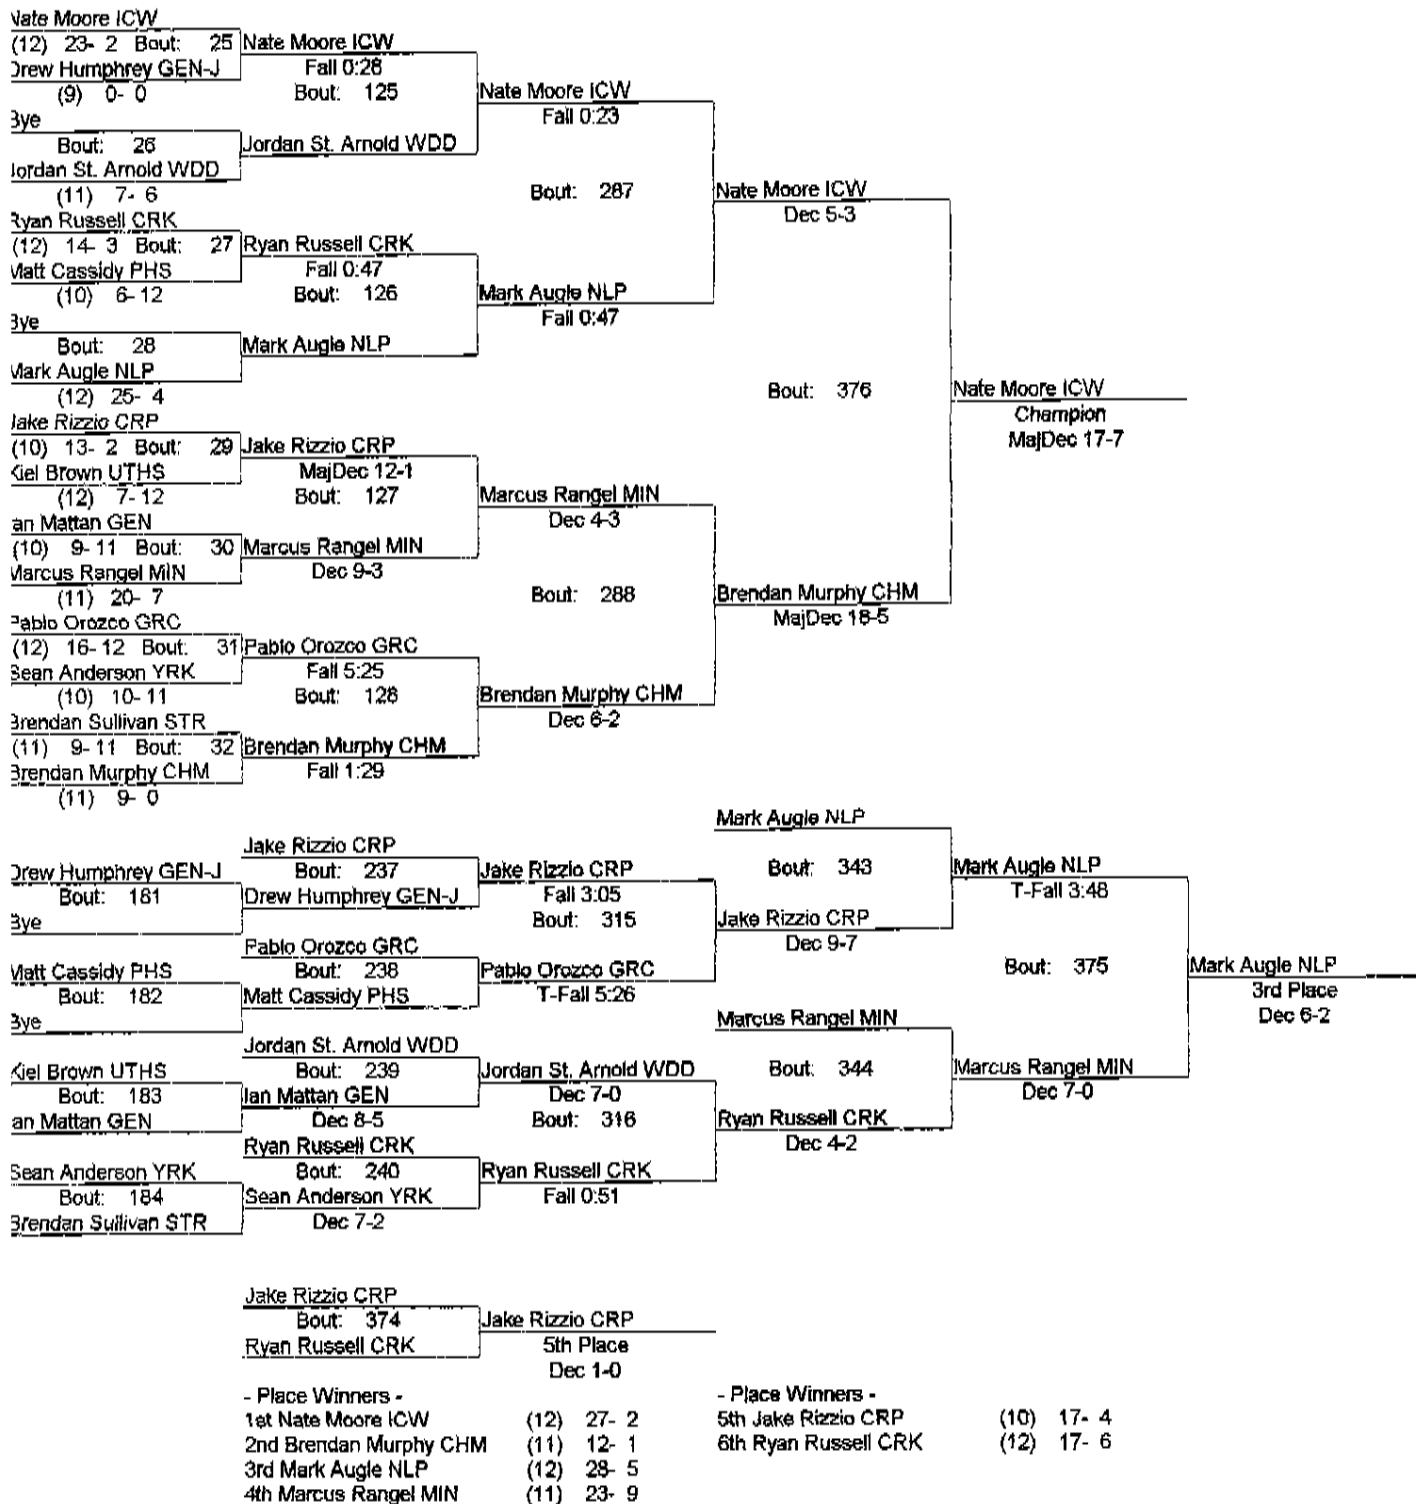 Nate Moore ICW
(12) 23- 2 Bout: 25 Nate Moore ICW
Drew Humphrey GEN-J Fall 0:28
(9) 0- 0 Bout: 125 Nate Moore ICW
Bye Fall 0:23
Bout: 26 Jordan St. Arnold WDD
Jordan St. Arnold WDD
(11) 7- 6 Bout: 287 Nate Moore ICW
Ryan Russell CRK Dec 5-3
(12) 14- 3 Bout: 27 Ryan Russell CRK
Matt Cassidy PHS Fall 0:47
(10) 6-12 Bout: 126 Mark Augle NLP
Bye Fall 0:47
Bout: 28 Mark Augle NLP
Mark Augle NLP
(12) 25- 4 Bout: 376 Nate Moore ICW
Jake Rizzio CRP Champion
(10) 13- 2 Bout: 29 Jake Rizzio CRP MajDec 17-7
Kiel Brown UTHS MajDec 12-1
(12) 7-12 Bout: 127 Marcus Rangel MIN
Ian Mattan GEN Dec 4-3
(10) 9-11 Bout: 30 Marcus Rangel MIN
Marcus Rangel MIN Dec 9-3
(11) 20- 7 Bout: 288 Brendan Murphy CHM
Pablo Orozco GRC MajDec 18-5
(12) 16-12 Bout: 31 Pablo Orozco GRC
Sean Anderson YRK Fall 5:25
(10) 10-11 Bout: 128 Brendan Murphy CHM
Brendan Sullivan STR Dec 6-2
(11) 9-11 Bout: 32 Brendan Murphy CHM
Brendan Murphy CHM Fall 1:29
(11) 9- 0
Mark Augle NLP
Jake Rizzio CRP
Drew Humphrey GEN-J Bout: 237 Jake Rizzio CRP Bout: 343 Mark Augle NLP
Bout: 181 Drew Humphrey GEN-J Fall 3:05 T-Fall 3:48
Bye Bout: 315 Jake Rizzio CRP
Pablo Orozco GRC Dec 9-7
Matt Cassidy PHS Bout: 238 Pablo Orozco GRC Bout: 375 Mark Augle NLP
Bout: 182 Matt Cassidy PHS T-Fall 5:26 3rd Place
Bye Marcus Rangel MIN Dec 6-2
Jordan St. Arnold WDD
Kiel Brown UTHS Bout: 239 Jordan St. Arnold WDD Bout: 344 Marcus Rangel MIN
Bout: 183 Ian Mattan GEN Dec 7-0 Dec 7-0
Ian Mattan GEN Dec 8-5 Bout: 316 Ryan Russell CRK
Ryan Russell CRK Dec 4-2
Sean Anderson YRK Bout: 240 Ryan Russell CRK
Bout: 184 Sean Anderson YRK Fall 0:51
Brendan Sullivan STR Dec 7-2
Jake Rizzio CRP
Bout: 374 Jake Rizzio CRP
Ryan Russell CRK 5th Place
Dec 1-0
- Place Winners - - Place Winners -
1st Nate Moore ICW (12) 27- 2 5th Jake Rizzio CRP (10) 17- 4
2nd Brendan Murphy CHM (11) 12- 1 6th Ryan Russell CRK (12) 17- 6
3rd Mark Augle NLP (12) 28- 5
4th Marcus Rangel MIN (11) 23- 9